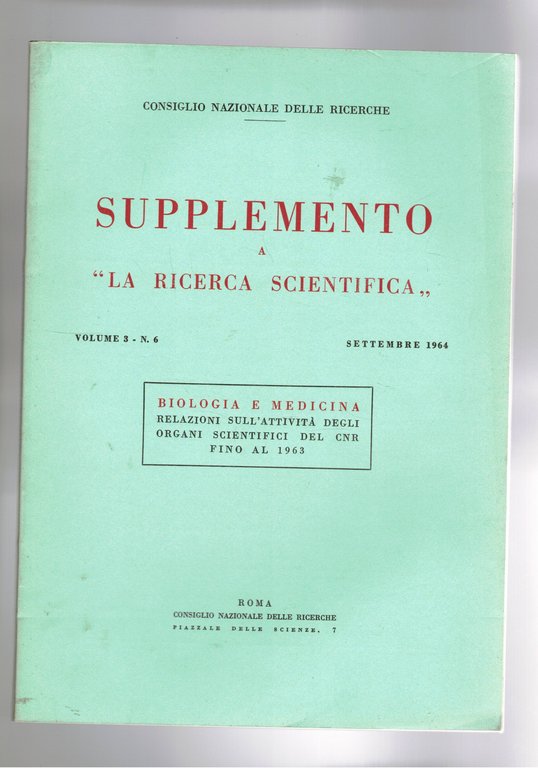 CONSIGLIO NAZIONALE DELLE RICERCHE
SUPPLEMENTO
A
“LA RICERCA SCIENTIFICA„
VOLUME 3 - N. 6
SETTEMBRE 1964
BIOLOGIA E MEDICINA
RELAZIONI SULL'ATTIVITÀ DEGLI
ORGANI SCIENTIFICI DEL CNR
FINO AL 1963
ROMA
CONSIGLIO NAZIONALE DELLE RICERCHE
PIAZZALE DELLE SCIENZE, 7